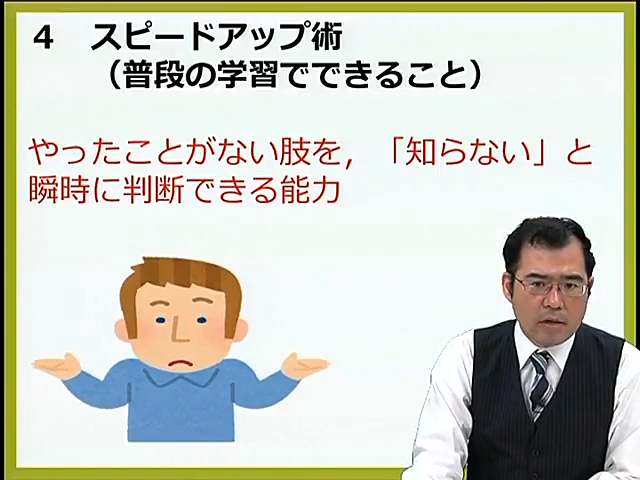 ４　スピードアップ術
（普段の学習でできること）
やったことがない肢を，「知らない」と
瞬時に判断できる能力